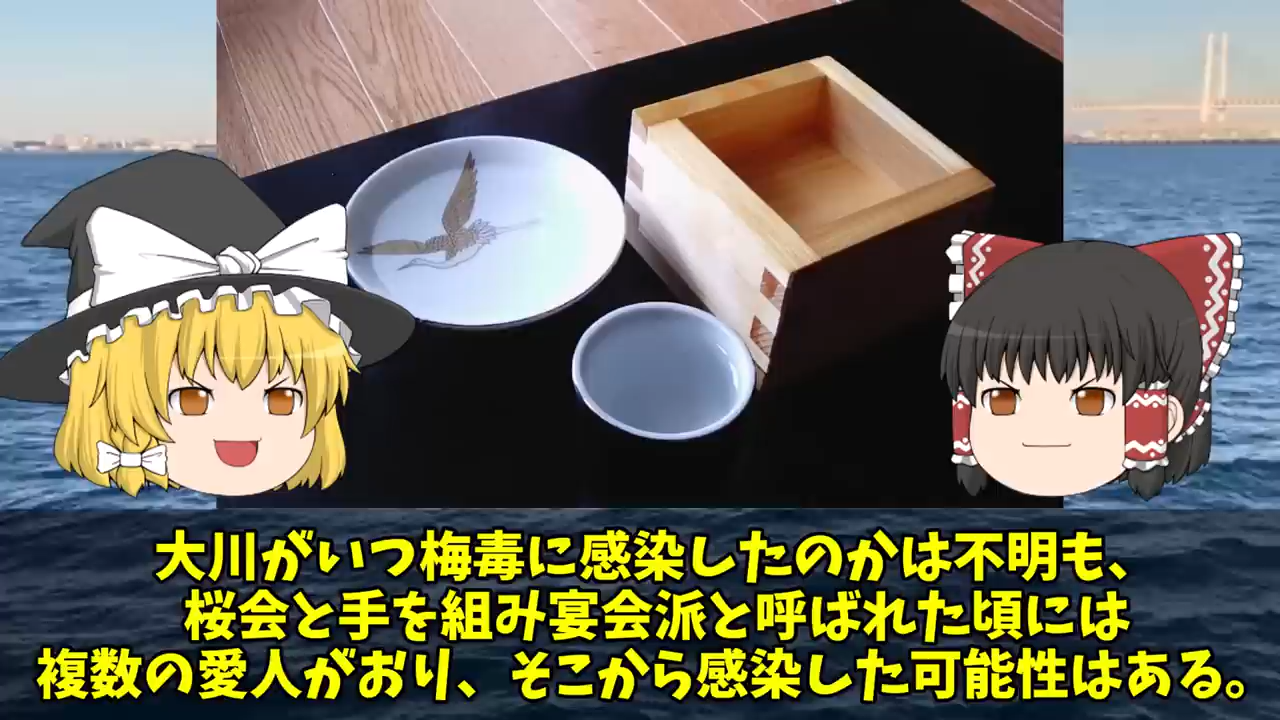 大川がいつ梅毒に感染したのかは不明も、
桜会と手を組み宴会派と呼ばれた頃には
複数の愛人がおり、そこから感染した可能性はある。